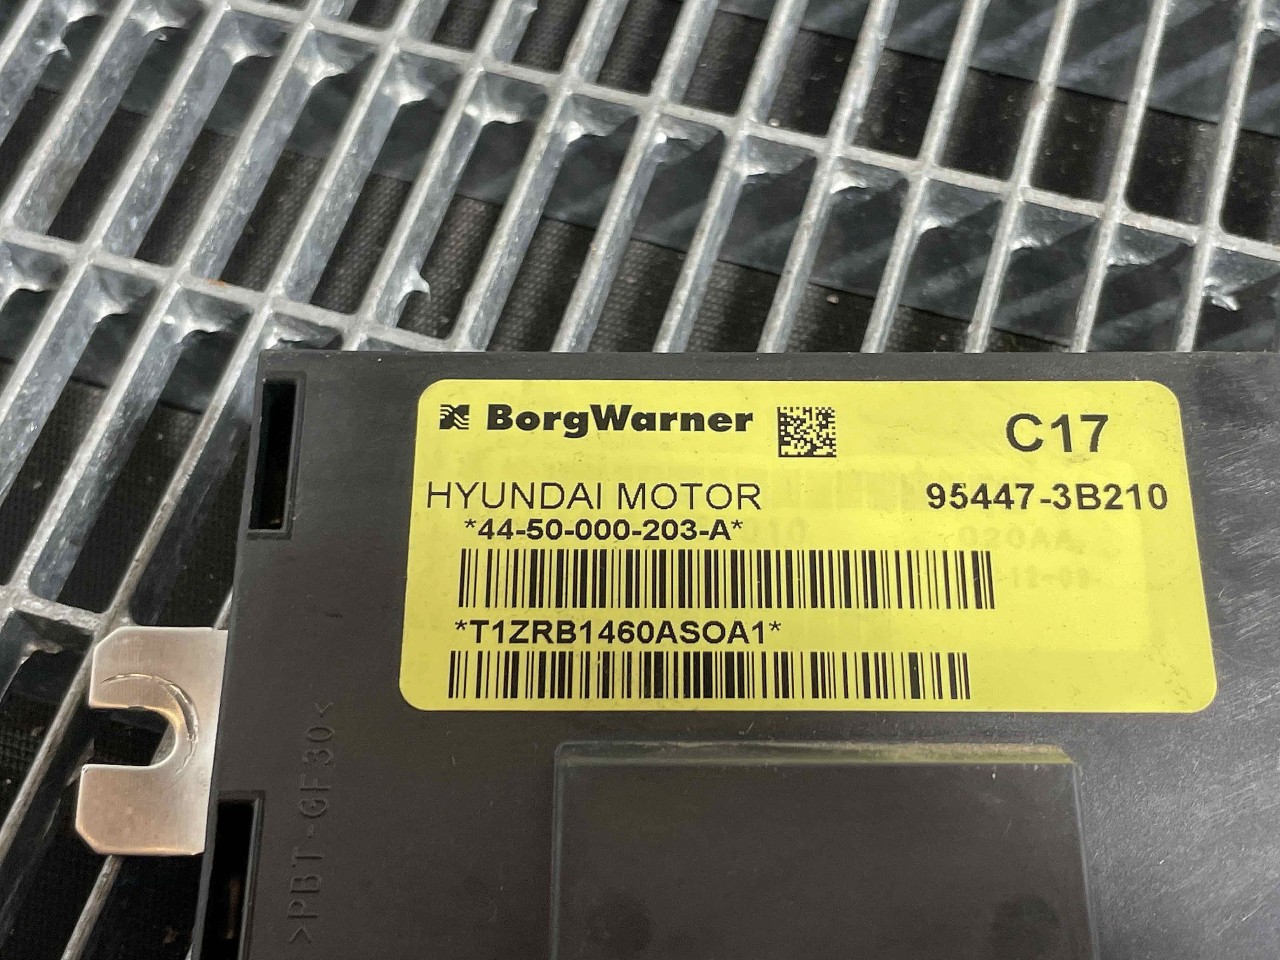 BorgWarner
C17
HYUNDAI MOTOR 95447-3B210
*44-50-000-203-A*
*T1ZRB1460ASOA1*
>PBT-GF30<